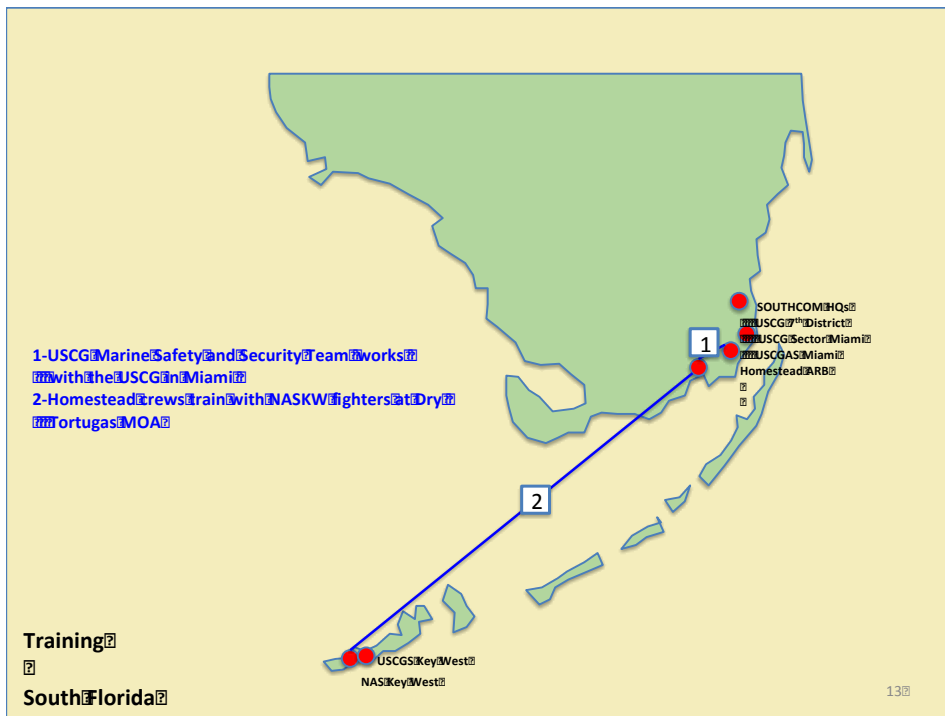 SOUTHCOM HQs
USCG 7th District
USCG Sector Miami
USCGAS Miami
Homestead ARB
1
1-USCG Marine Safety and Security Team works
with the USCG in Miami
2-Homestead crews train with NASKW fighters at Dry
Tortugas MOA
2
Training
South Florida
USCGS Key West
NAS Key West
13